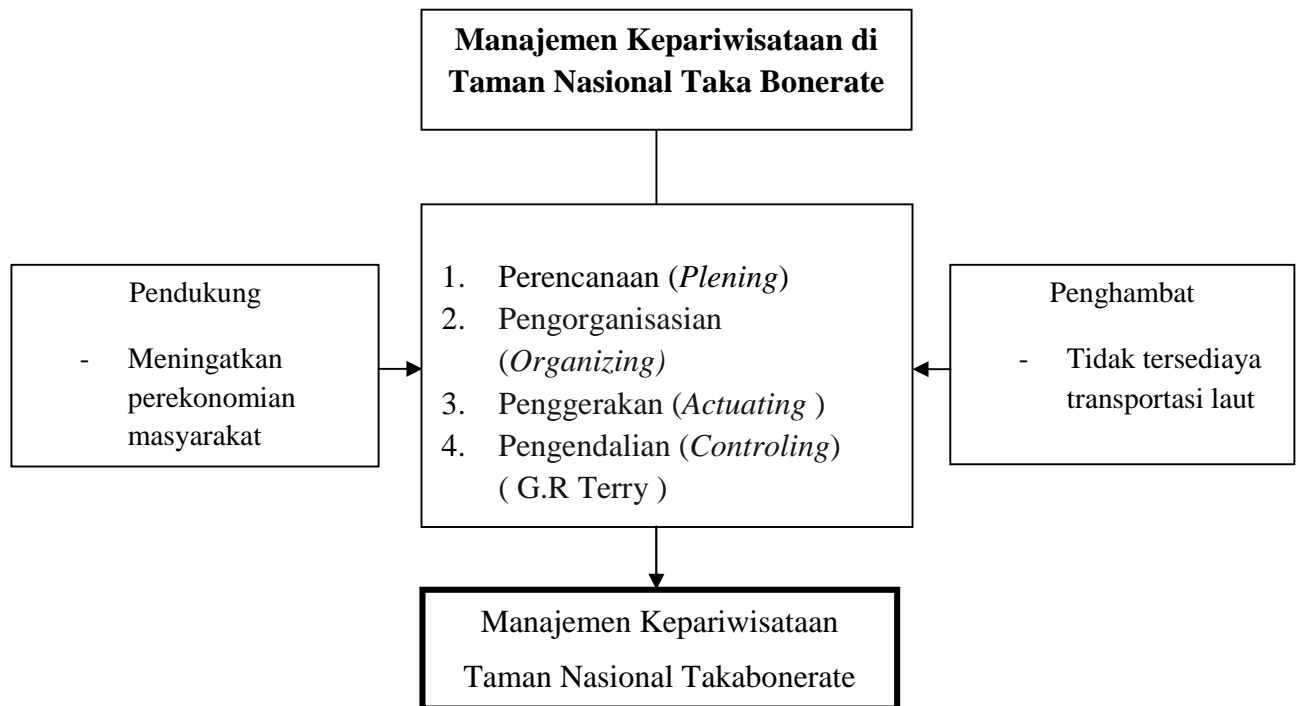 Manajemen Kepariwisataan di
Taman Nasional Taka Bonerate
Pendukung
- Meningatkan
perekonomian
masyarakat
1. Perencanaan (Plening)
2. Pengorganisasian
(Organizing)
3. Penggerakan (Actuating )
4. Pengendalian (Controling)
( G.R Terry )
Penghambat
- Tidak tersediaya
transportasi laut
Manajemen Kepariwisataan
Taman Nasional Takabonerate